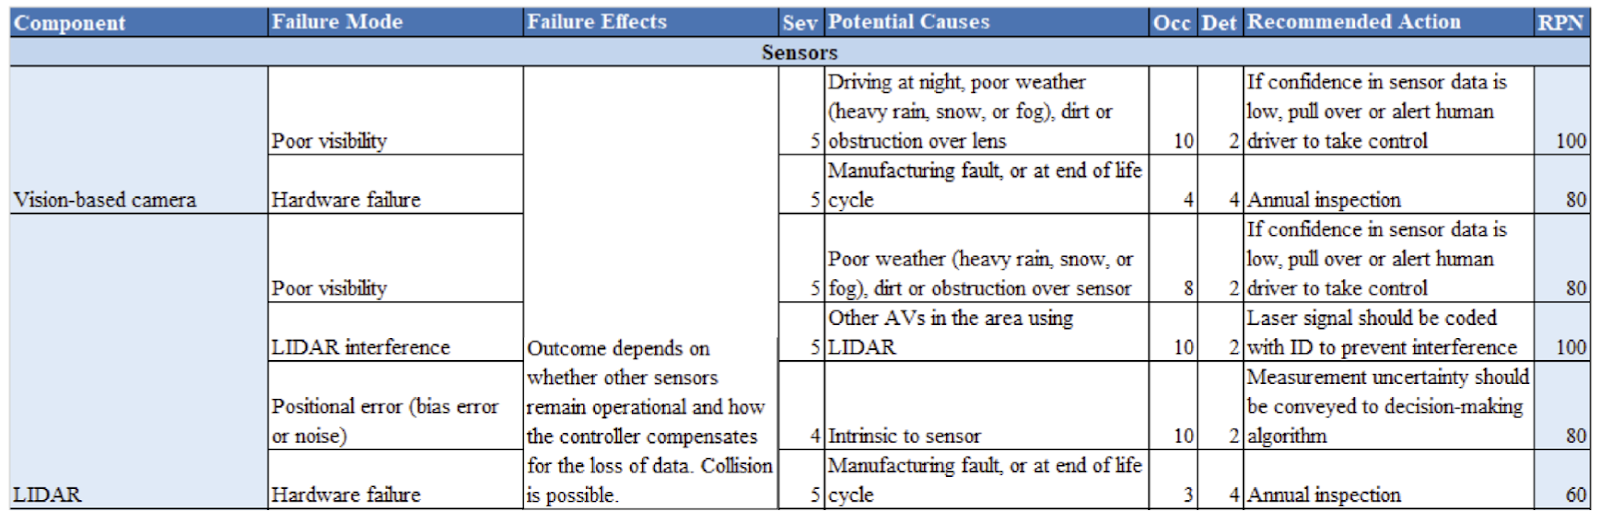 Component Failure Mode Failure Effects Sev Potential Causes Occ Det Recommended Action RPN
Sensors
Vision-based camera
Poor visibility
5
Driving at night, poor weather
(heavy rain, snow, or fog), dirt or
obstruction over lens
10
2
If confidence in sensor data is
low, pull over or alert human
driver to take control
100
Hardware failure
5
Manufacturing fault, or at end of life
cycle
4
4
Annual inspection
80
LIDAR
Poor visibility
5
Poor weather (heavy rain, snow, or
fog), dirt or obstruction over sensor
8
2
If confidence in sensor data is
low, pull over or alert human
driver to take control
80
LIDAR interference
5
Other AVs in the area using
LIDAR
10
2
Laser signal should be coded
with ID to prevent interference
100
Outcome depends on
whether other sensors
remain operational and how
the controller compensates
for the loss of data. Collision
is possible.
Positional error (bias error
or noise)
4
Intrinsic to sensor
10
2
Measurement uncertainty should
be conveyed to decision-making
algorithm
80
Hardware failure
5
Manufacturing fault, or at end of life
cycle
3
4
Annual inspection
60